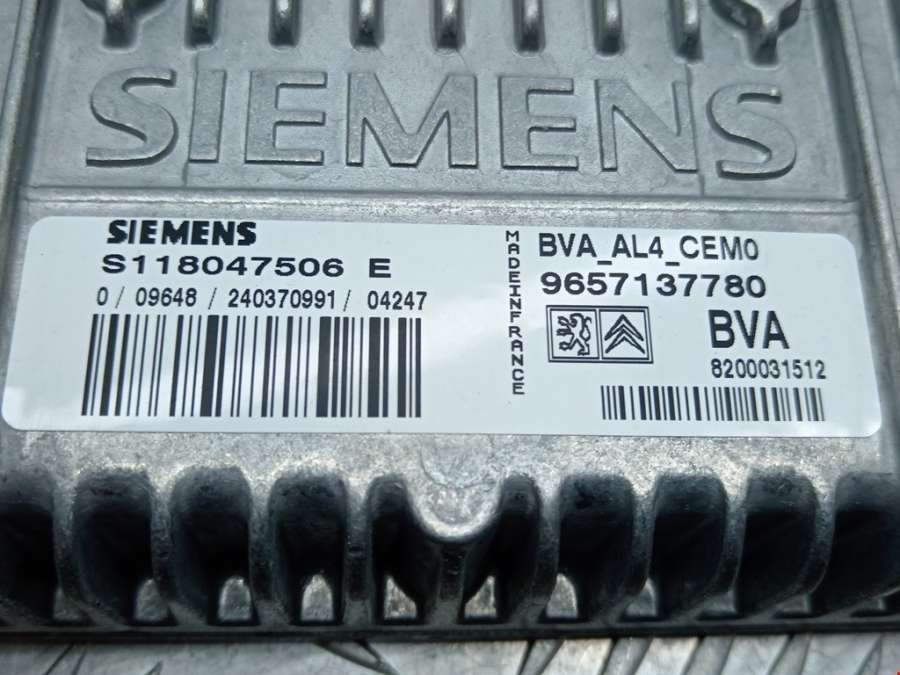 SIEMENS
SIEMENS
S118047506 E
0 / 09648 / 240370991 / 04247
MADEINFRANCE
BVA_AL4_CEM0
9657137780
BVA
8200031512